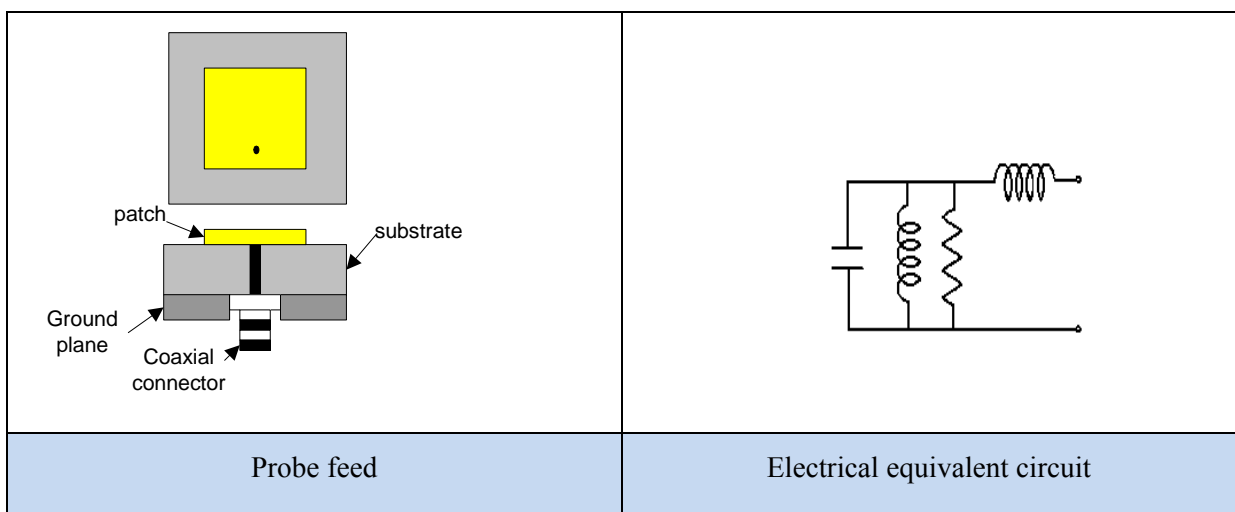 patch
substrate
Ground
plane
Coaxial
connector
Probe feed
Electrical equivalent circuit